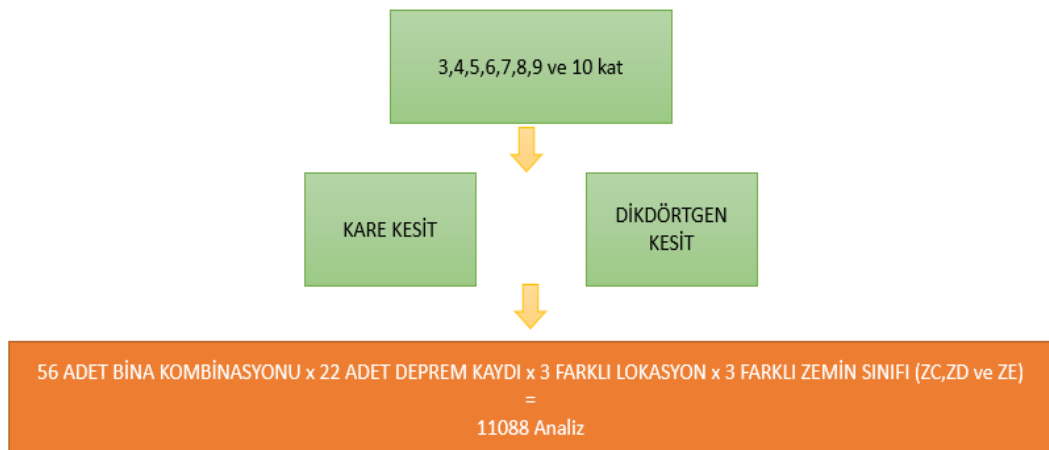 3,4,5,6,7,8,9 ve 10 kat
KARE KESİT
DİKDÖRTGEN
KESİT
56 ADET BİNA KOMBİNASYONU x 22 ADET DEPREM KAYDI x 3 FARKLI LOKASYON x 3 FARKLI ZEMİN SINIFI (ZC,ZD ve ZE)
=
11088 Analiz